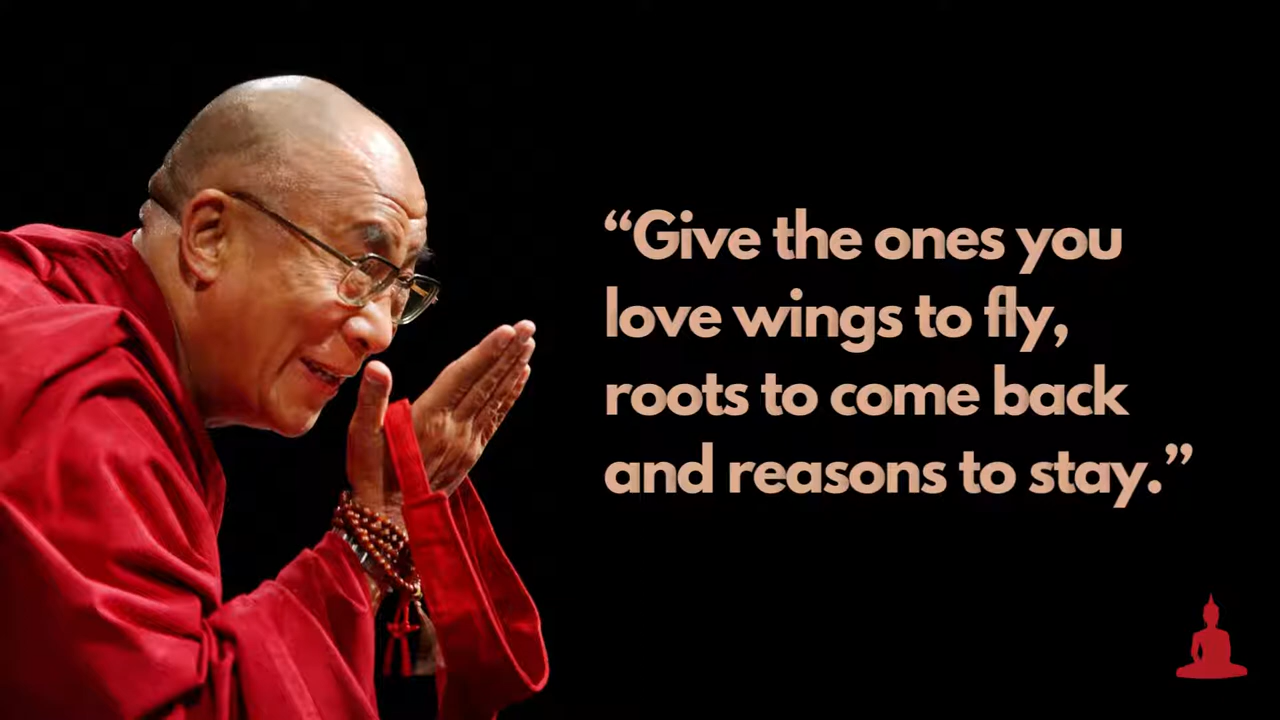 “Give the ones you
love wings to fly,
roots to come back
and reasons to stay.”